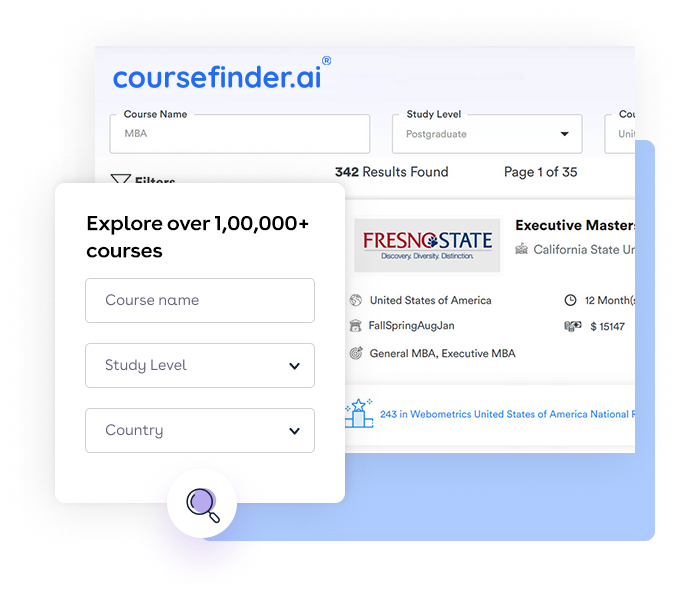 coursefinder.ai®
Course Name
MBA
Study Level
Postgraduate
Filters
342 Results Found
Page 1 of 35
Explore over 1,00,000+
courses
Course name
Study Level
Country
FRESNO STATE
Discovery. Diversity. Distinction.
Executive Masters
California State
United States of America
12 Month(s
FallSpringAugJan
$ 15147
General MBA, Executive MBA
243 in Webometrics United States of America National